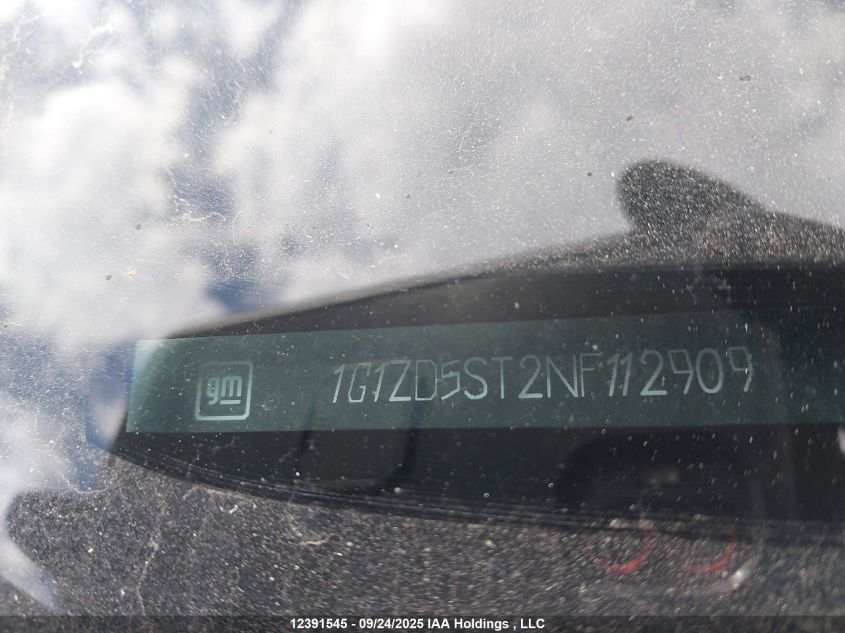 gm 1G1ZD5ST2NF112909
12391545 - 09/24/2025 IAA Holdings , LLC